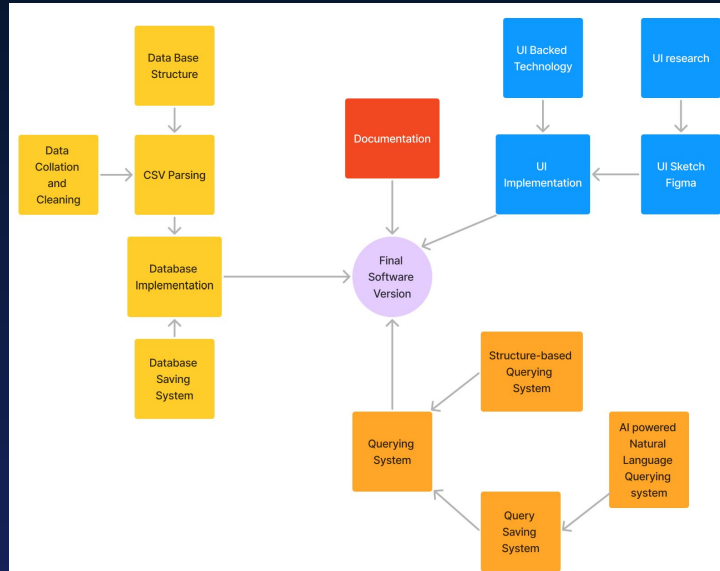 Data Base
Structure
UI Backed
Technology
UI research
Documentation
Data
Collation
and
Cleaning
CSV Parsing
UI
Implementation
UI Sketch
Figma
Database
Implementation
Final
Software
Version
Database
Saving
System
Structure-based
Querying
System
Querying
System
AI powered
Natural
Language
Querying
system
Query
Saving
System